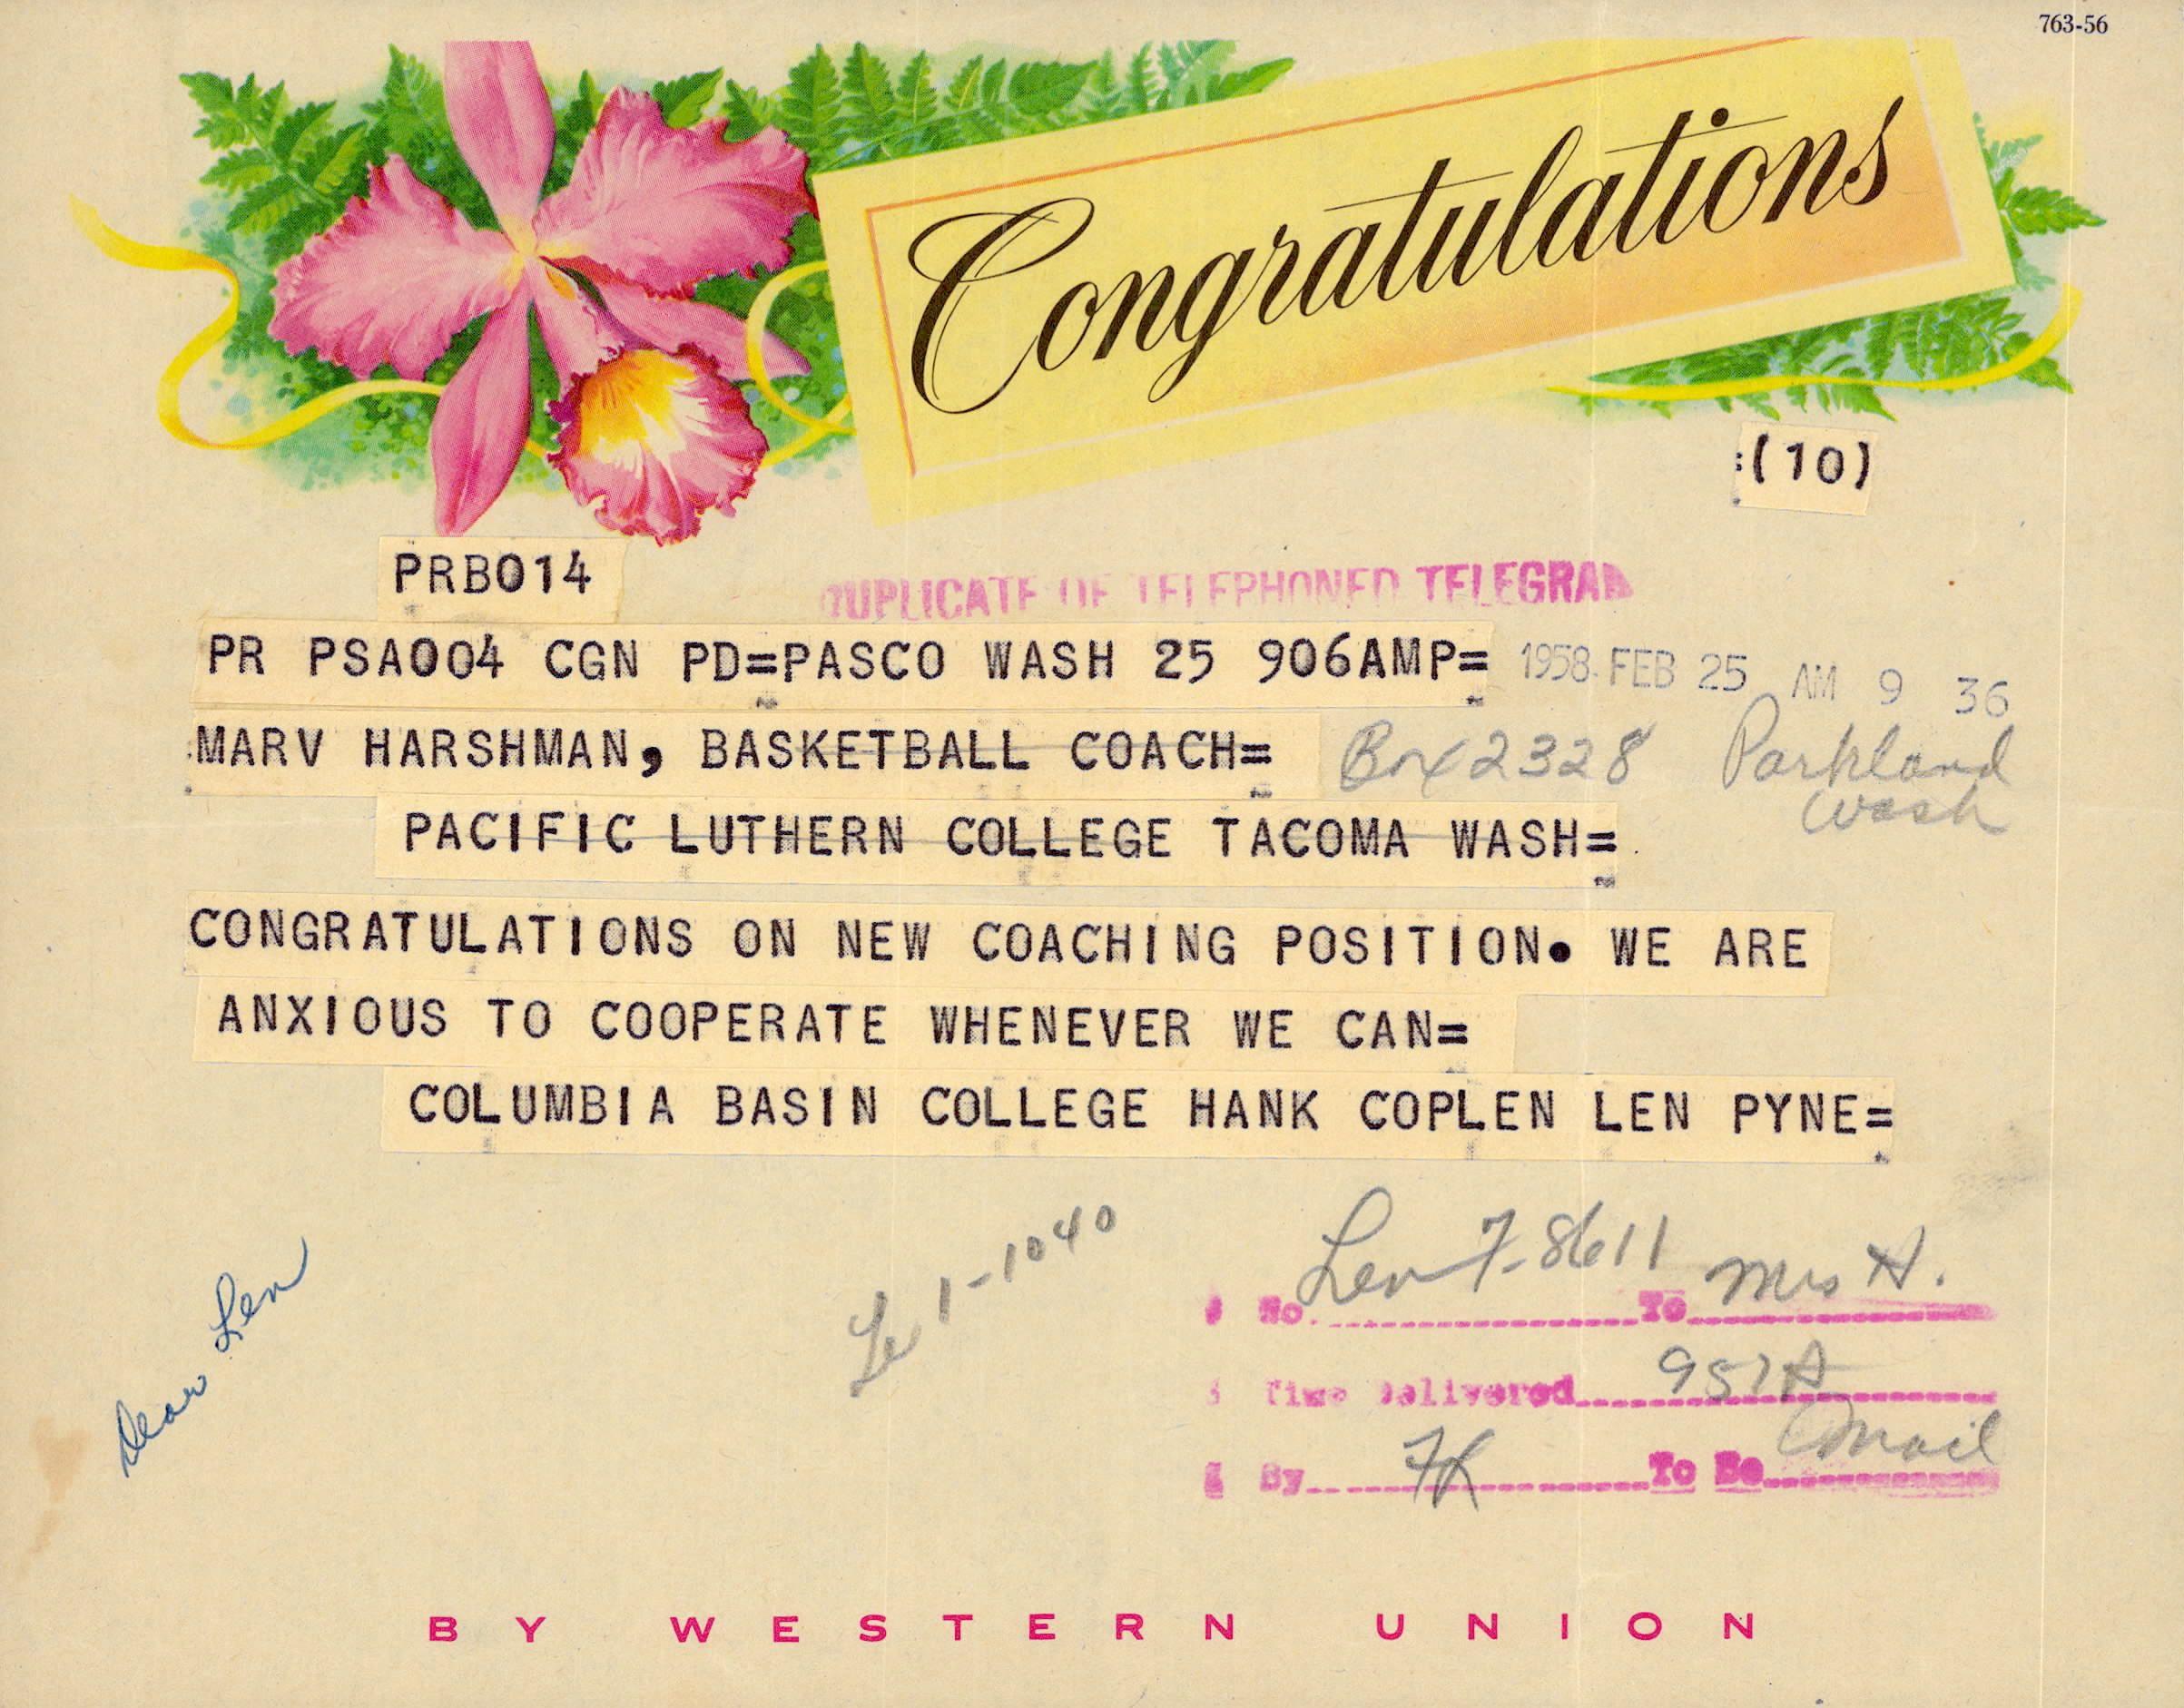 763-56
Congratulations
:(10)
PRB014
DUPLICATE OF TELEPHONED TELEGRAM
PR PSA004 CGN PD=PASCO WASH 25 906AMP= 1958 FEB 25 AM 9 36
MARV HARSHMAN, BASKETBALL COACH= Box 2328 Parkland
Wash
PACIFIC LUTHERN COLLEGE TACOMA WASH=
CONGRATULATIONS ON NEW COACHING POSITION. WE ARE
ANXIOUS TO COOPERATE WHENEVER WE CAN=
COLUMBIA BASIN COLLEGE HANK COPLEN LEN PYNE=
Le 1-1040
No. Len 7-8611 To Mrs H.
Time Delivered 957A
By To Be Mail
Dear Len
BY WESTERN UNION